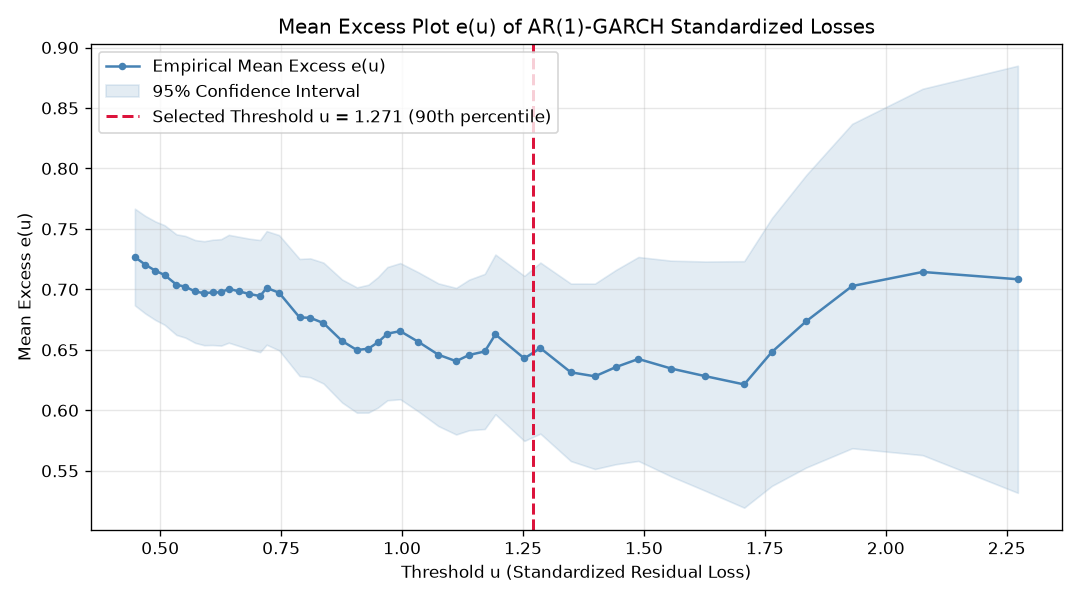 Mean Excess Plot e(u) of AR(1)-GARCH Standardized Losses
Empirical Mean Excess e(u)
95% Confidence Interval
Selected Threshold u = 1.271 (90th percentile)
Mean Excess e(u)
0.90
0.85
0.80
0.75
0.70
0.65
0.60
0.55
0.50 0.75 1.00 1.25 1.50 1.75 2.00 2.25
Threshold u (Standardized Residual Loss)